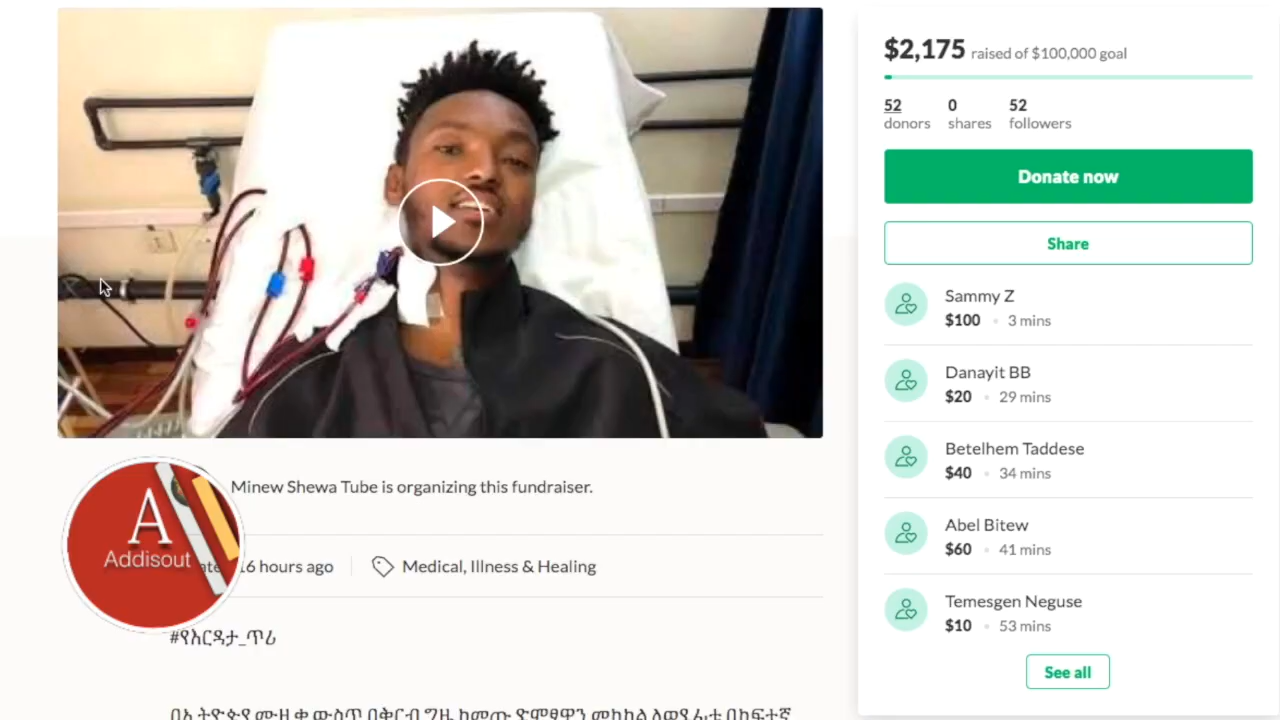 $2,175 raised of $100,000 goal
52
donors
0
shares
52
followers
Donate now
Share
Sammy Z
$100 • 3 mins
Danayit BB
$20 • 29 mins
Betelhem Taddese
$40 • 34 mins
Abel Bitew
$60 • 41 mins
Temesgen Neguse
$10 • 53 mins
See all
Minew Shewa Tube is organizing this fundraiser.
A
Addisout
16 hours ago
Medical, Illness & Healing
#የእርዳታ_ጥሪ
ውስጥ በቅርብ ግዜ